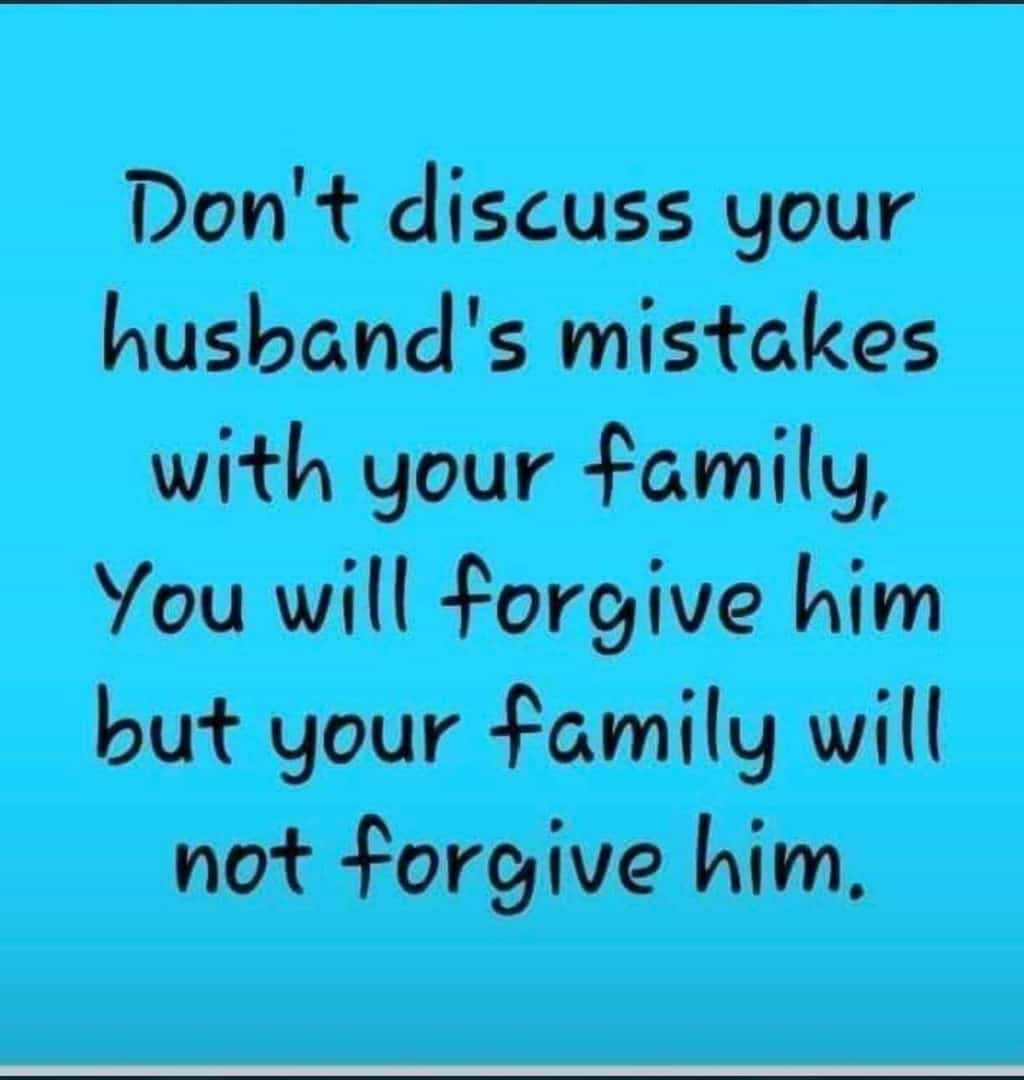 Don't discuss your
husband's mistakes
with your family,
You will forgive him
but your family will
not forgive him.